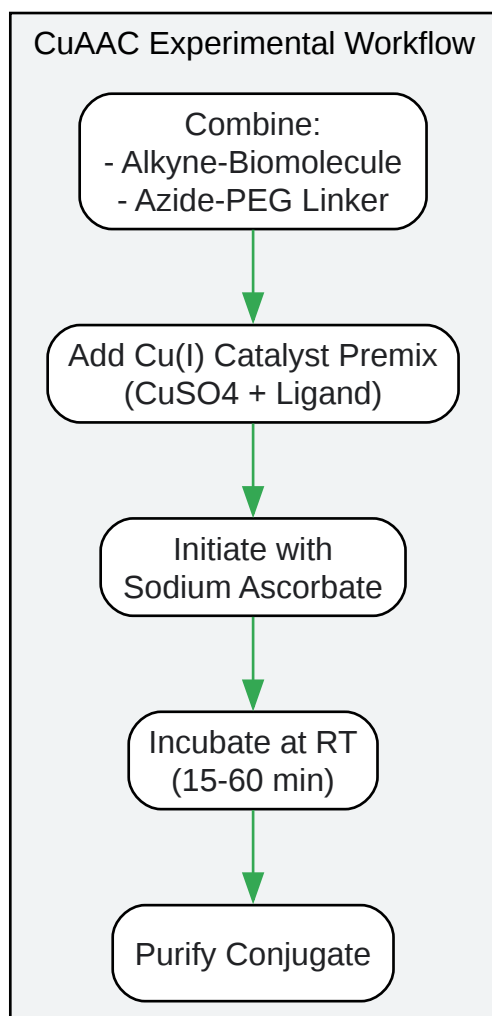 CuAAC Experimental Workflow
Combine:
- Alkyne-Biomolecule
- Azide-PEG Linker
Add Cu(I) Catalyst Premix
(CuSO4 + Ligand)
Initiate with
Sodium Ascorbate
Incubate at RT
(15-60 min)
Purify Conjugate